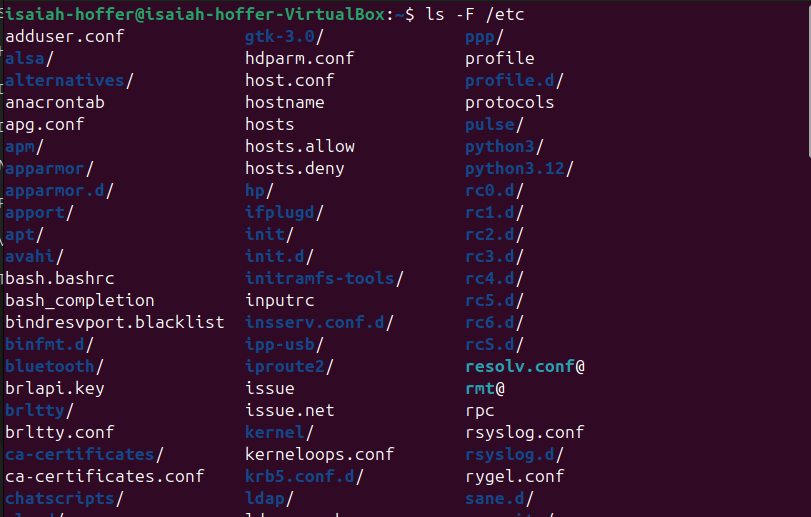 isaiah-hoffer@isaiah-hoffer-VirtualBox:~$ ls -F /etc
adduser.conf gtk-3.0/ ppp/
alsa/ hdparm.conf profile
alternatives/ host.conf profile.d/
anacrontab hostname protocols
apg.conf hosts pulse/
apm/ hosts.allow python3/
apparmor/ hosts.deny python3.12/
apparmor.d/ hp/ rc0.d/
apport/ ifplugd/ rc1.d/
apt/ init/ rc2.d/
avahi/ init.d/ rc3.d/
bash.bashrc initramfs-tools/ rc4.d/
bash_completion inputrc rc5.d/
bindresvport.blacklist insserv.conf.d/ rc6.d/
binfmt.d/ ipp-usb/ rcS.d/
bluetooth/ iproute2/ resolv.conf@
brlapi.key issue rmt@
brltty/ issue.net rpc
brltty.conf kernel/ rsyslog.conf
ca-certificates/ kerneloops.conf rsyslog.d/
ca-certificates.conf krb5.conf.d/ rygel.conf
chatscripts/ ldap/ sane.d/